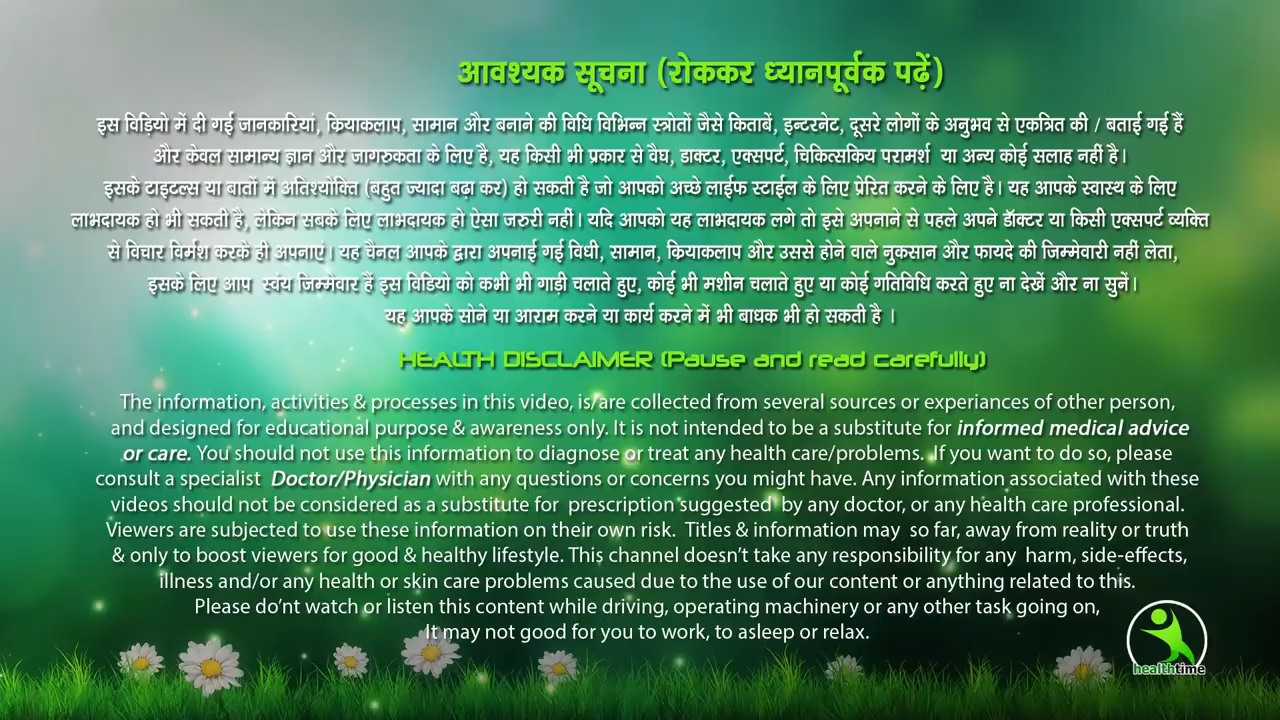 आवश्यक सूचना (रोककर ध्यानपूर्वक पढ़ें)
इस विड़ियो में दी गई जानकारियां, क्रियाकलाप, सामान और बनाने की विधि विभिन्न स्त्रोतों जैसे किताबें, इन्टरनेट, दूसरे लोगों के अनुभव से एकत्रित की / बताई गई हैं
और केवल सामान्य ज्ञान और जागरुकता के लिए है, यह किसी भी प्रकार से वैघ, डाक्टर, एक्सपर्ट, चिकित्सकिय परामर्श या अन्य कोई सलाह नहीं है।
इसके टाइटल्स या बातों में अतिश्योक्ति (बहुत ज्यादा बढ़ा कर) हो सकती है जो आपको अच्छे लाईफ स्टाईल के लिए प्रेरित करने के लिए है। यह आपके स्वास्थ के लिए
लाभदायक हो भी सकती है, लेकिन सबके लिए लाभदायक हो ऐसा जरुरी नहीं। यदि आपको यह लाभदायक लगे तो इसे अपनाने से पहले अपने डॉक्टर या किसी एक्सपर्ट व्यक्ति
से विचार विर्मश करके ही अपनाएं। यह चैनल आपके द्वारा अपनाई गई विधी, सामान, क्रियाकलाप और उससे होने वाले नुकसान और फायदे की जिम्मेवारी नहीं लेता,
इसके लिए आप स्वंय जिम्मेवार हैं इस विडियो को कभी भी गाड़ी चलाते हुए, कोई भी मशीन चलाते हुए या कोई गतिविधि करते हुए ना देखें और ना सुनें।
यह आपके सोने या आराम करने या कार्य करने में भी बाधक भी हो सकती है ।
HEALTH DISCLAIMER (Pause and read carefully)
The information, activities & processes in this video, is/are collected from several sources or experiances of other person,
and designed for educational purpose & awareness only. It is not intended to be a substitute for informed medical advice
or care. You should not use this information to diagnose or treat any health care/problems. If you want to do so, please
consult a specialist Doctor/Physician with any questions or concerns you might have. Any information associated with these
videos should not be considered as a substitute for prescription suggested by any doctor, or any health care professional.
Viewers are subjected to use these information on their own risk. Titles & information may so far, away from reality or truth
& only to boost viewers for good & healthy lifestyle. This channel doesn't take any responsibility for any harm, side-effects,
illness and/or any health or skin care problems caused due to the use of our content or anything related to this.
Please do'nt watch or listen this content while driving, operating machinery or any other task going on,
It may not good for you to work, to asleep or relax.
healthtime